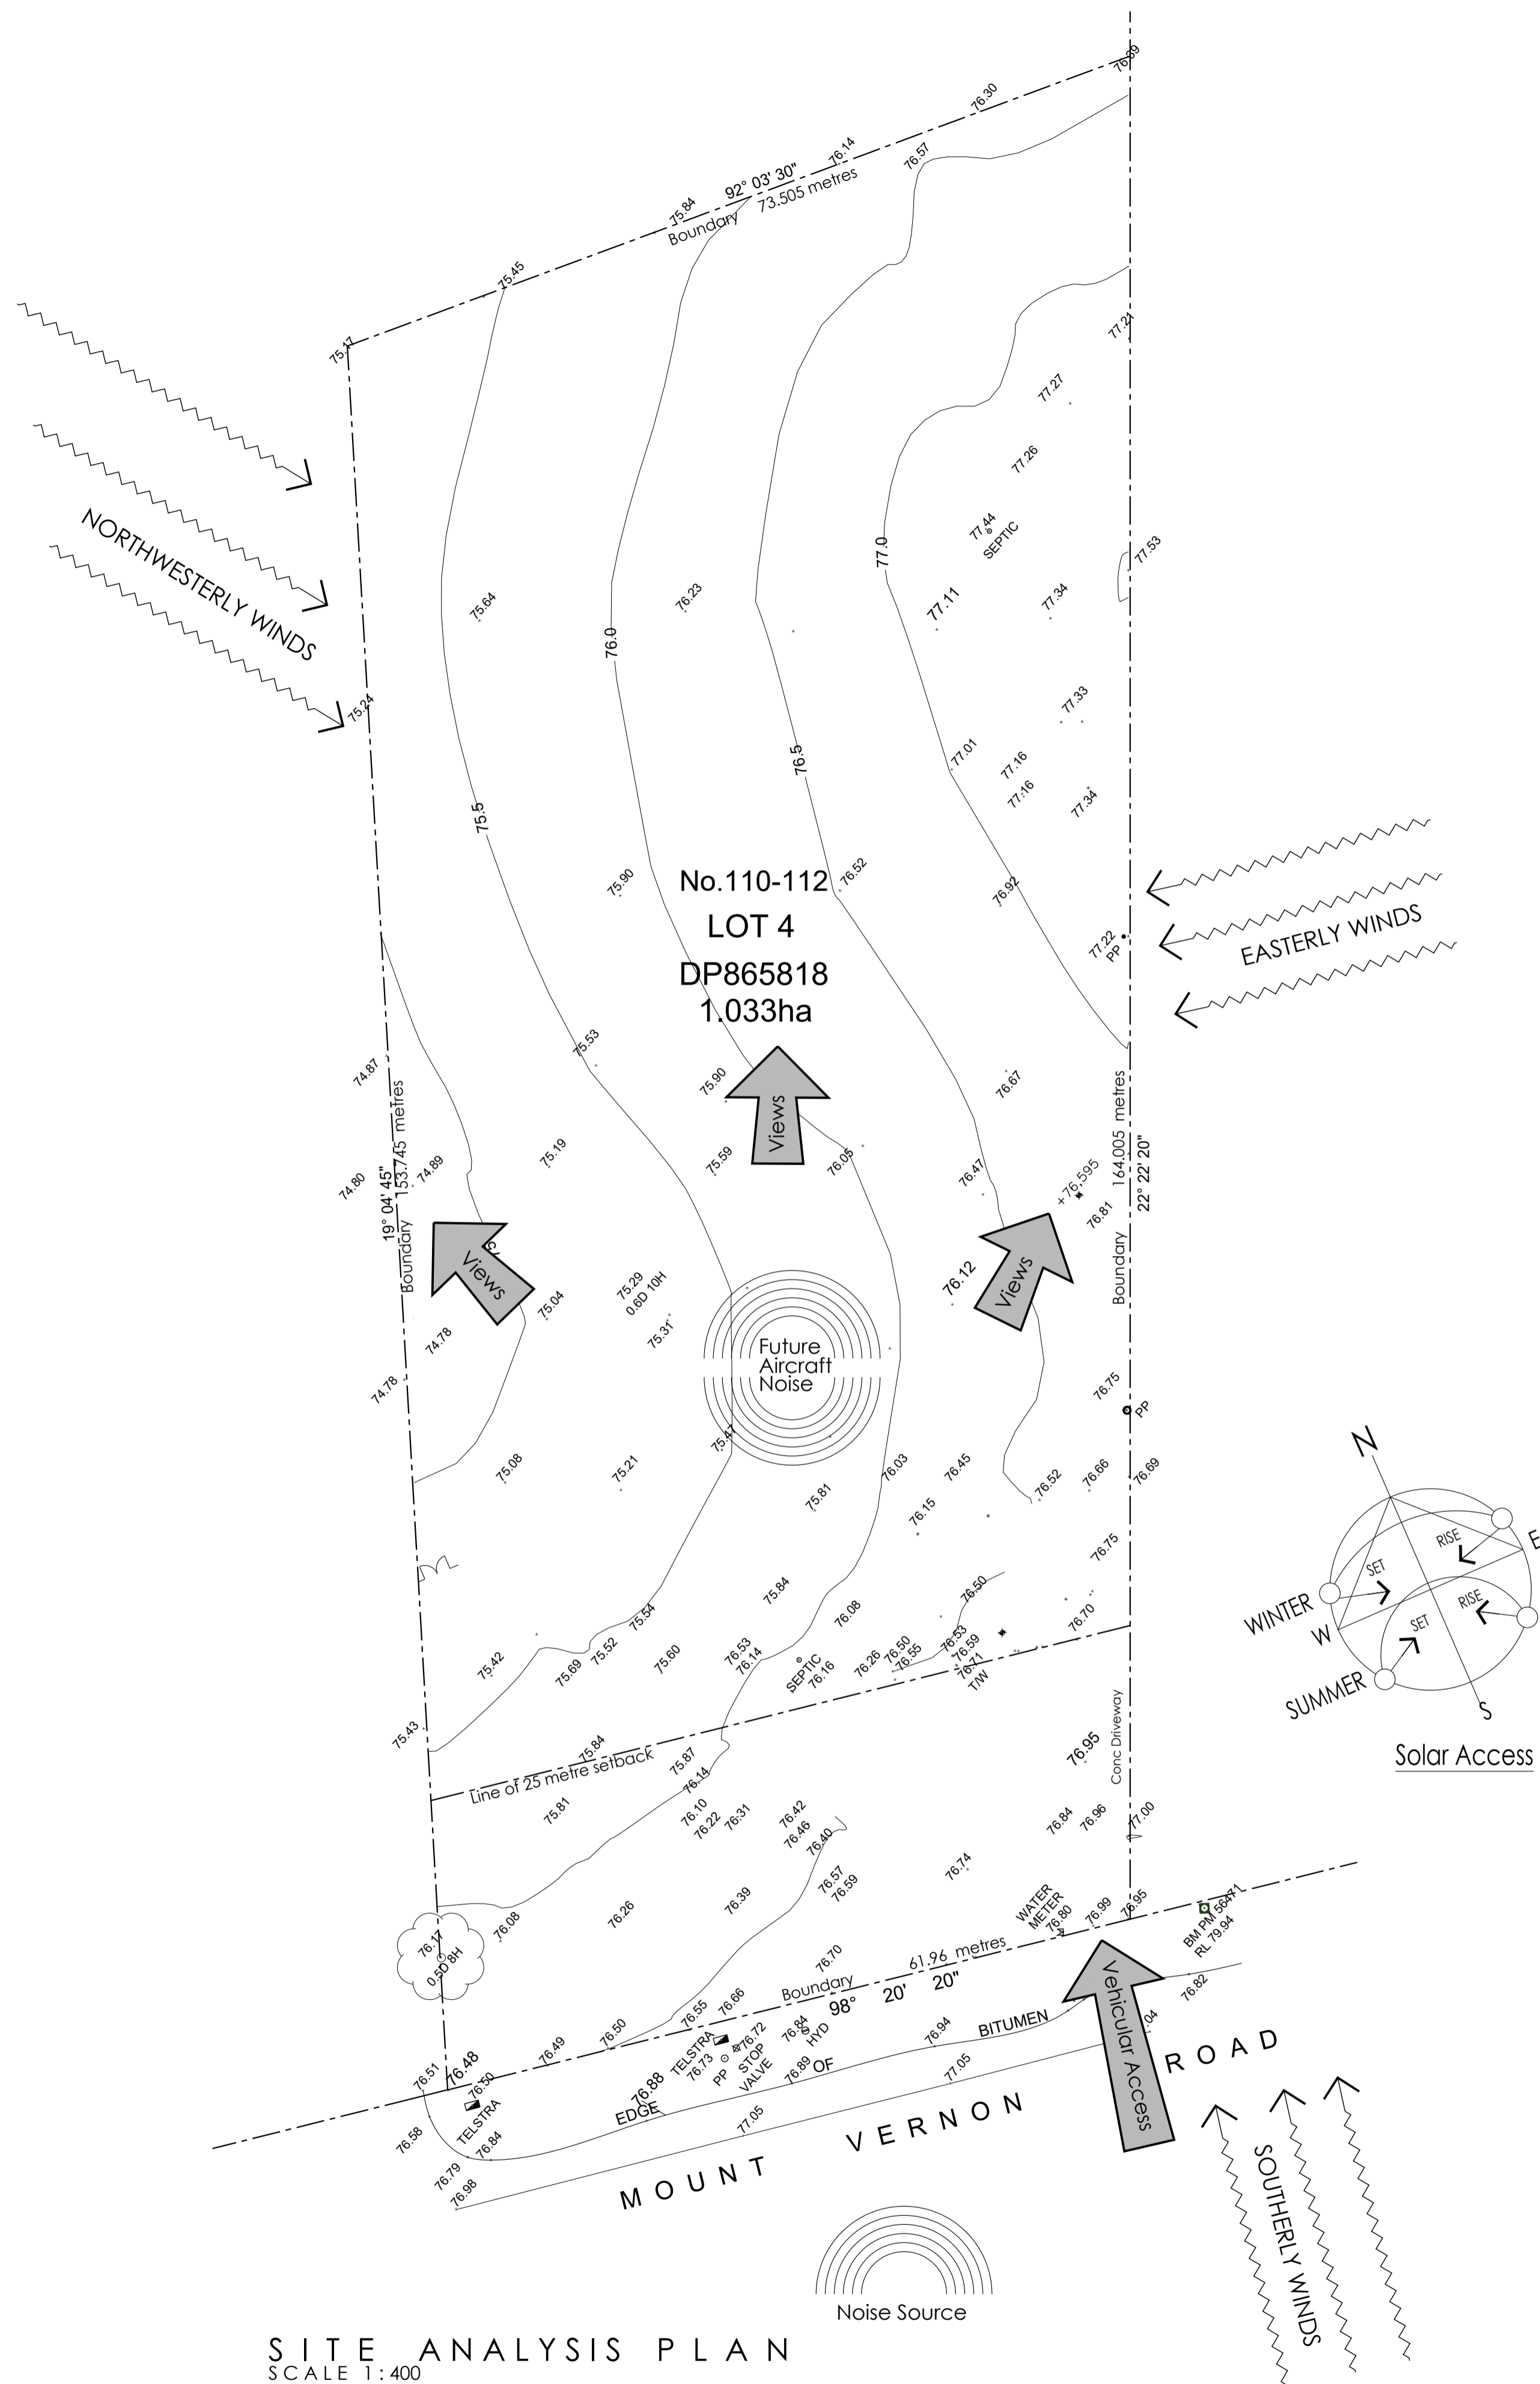 76.39
76.30
76.14
76.57
92° 03' 30"
73.505 metres
75.84
Boundary
75.45
75.17
77.21
77.27
77.26
77.44
SEPTIC
77.0
77.53
NORTHWESTERLY WINDS
75.64
76.23
77.11
77.34
76.0
75.24
77.33
76.5
77.01
77.16
77.16
77.34
75.5
No.110-112
LOT 4
DP865818
1.033ha
75.90
76.52
76.92
77.22
PP
EASTERLY WINDS
75.53
74.87
75.90
76.67
Views
75.19
75.59
76.05
76.47
74.80
74.89
19° 04' 45"
Boundary 153.745 metres
+76.595
76.81
Boundary 164.005 metres
22° 22' 20"
Views
75.04
75.29
0.6D 10H
75.31
76.12
Views
74.78
74.78
Future
Aircraft
Noise
76.75
PP
75.47
75.08
75.21
75.81
76.03
76.45
76.15
76.52
76.66
76.69
76.75
N
E
S
W
RISE
SET
RISE
SET
WINTER
SUMMER
Solar Access
75.84
76.08
76.50
75.54
75.52
75.42
75.69
75.60
76.53
76.14
SEPTIC
76.16
76.26
76.50
76.55
76.53
76.59
76.71
T/W
76.70
75.43
75.84
Line of 25 metre setback
75.87
76.14
76.95
Conc Driveway
75.81
76.10
76.22
76.31
76.42
76.46
76.40
76.84
76.96
77.00
76.57
76.59
76.74
76.26
76.39
76.08
76.17
0.5D 8H
WATER
METER
76.80
76.99
76.95
BM PM 56471
RL 79.94
76.70
61.96 metres
Boundary
98° 20' 20"
76.82
76.66
76.55
76.50
76.49
76.48
76.51
76.50
TELSTRA
76.58
76.79
76.84
76.98
TELSTRA
76.73
PP
76.72
STOP
VALVE
76.84
HYD
76.88
76.89
76.94
EDGE OF BITUMEN
77.05
77.05
Vehicular Access
MOUNT VERNON ROAD
SOUTHERLY WINDS
Noise Source
SITE ANALYSIS PLAN
SCALE 1:400